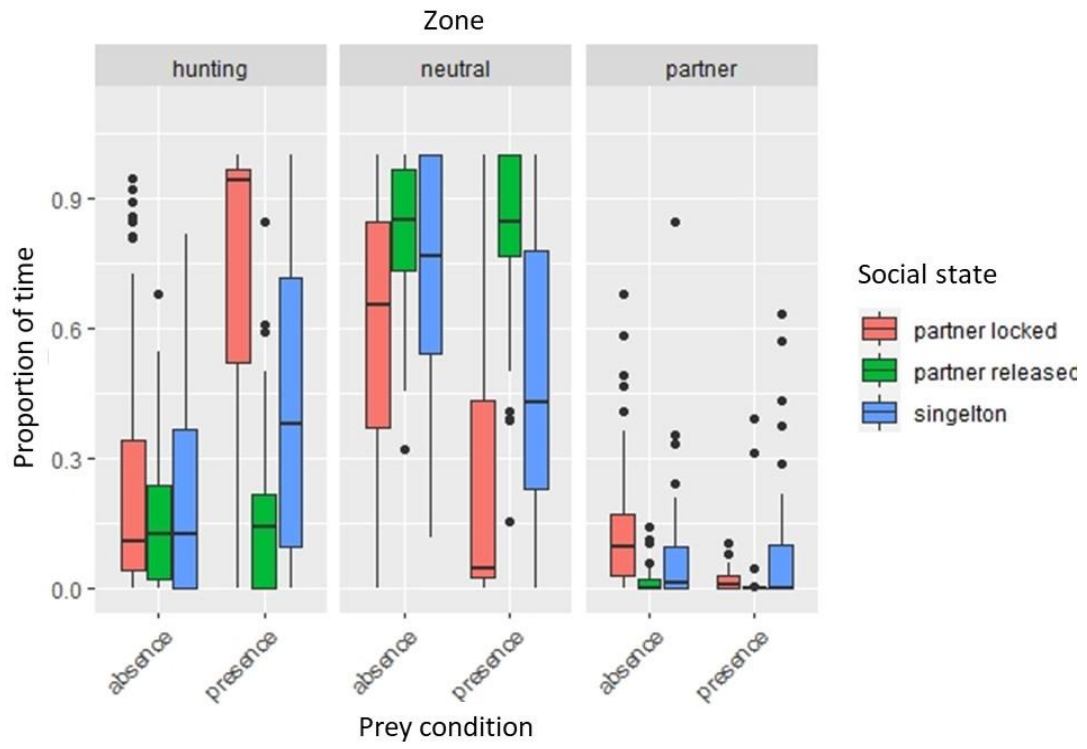 Zone
hunting neutral partner
Proportion of time
0.9
0.6
0.3
0.0
absence presence absence presence absence presence
Prey condition
Social state
partner locked
partner released
singelton